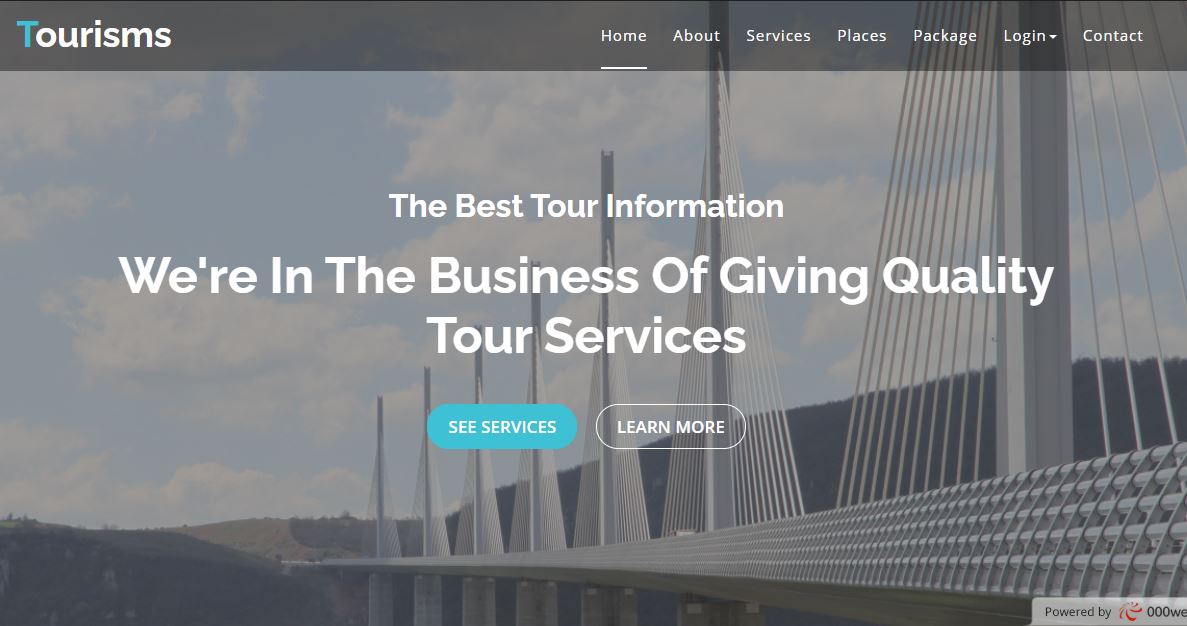 Tourisms
Home About Services Places Package Login Contact
The Best Tour Information
We're In The Business Of Giving Quality
Tour Services
SEE SERVICES LEARN MORE
Powered by 000we